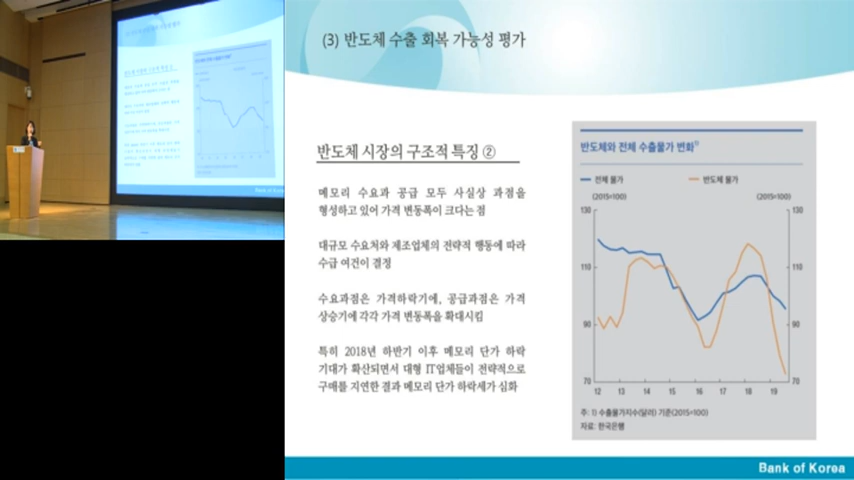 (3) 반도체 수출 회복 가능성 평가
반도체 시장의 구조적 특징 ②
메모리 수요과 공급 모두 사실상 과점을
형성하고 있어 가격 변동폭이 크다는 점
대규모 수요처와 제조업체의 전략적 행동에 따라
수급 여건이 결정
수요과점은 가격하락기에, 공급과점은 가격
상승기에 각각 가격 변동폭을 확대시킴
특히 2018년 하반기 이후 메모리 단가 하락
기대가 확산되면서 대형 IT업체들이 전략적으로
구매를 지연한 결과 메모리 단가 하락세가 심화
반도체와 전체 수출물가 변화¹⁾
전체 물가 반도체 물가
(2015=100) (2015=100)
130 130
110 110
90 90
70 70
12 13 14 15 16 17 18 19
주: 1) 수출물가지수(달러) 기준(2015=100)
자료: 한국은행
Bank of Korea